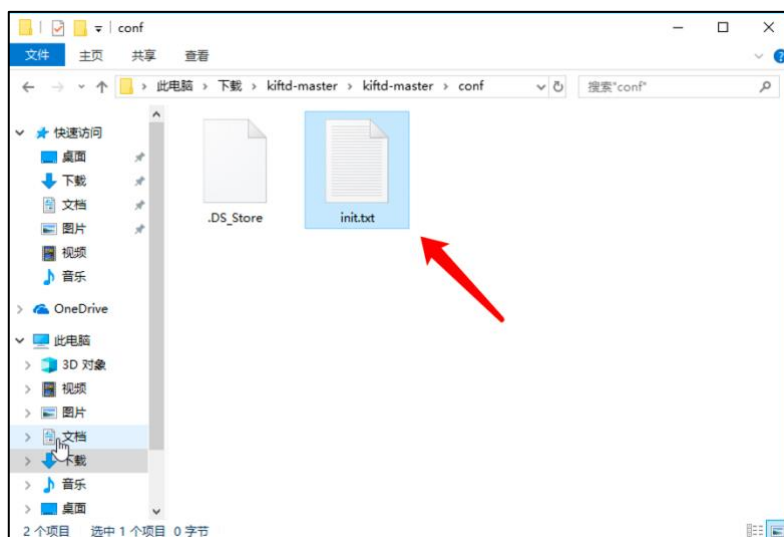 conf
文件 主页 共享 查看
此电脑 › 下载 › kiftd-master › kiftd-master › conf 搜索"conf"
快速访问
桌面
下载
文档
图片
视频
音乐
OneDrive
此电脑
3D 对象
视频
图片
文档
下载
音乐
桌面
.DS_Store init.txt
2 个项目 选中 1 个项目 0 字节